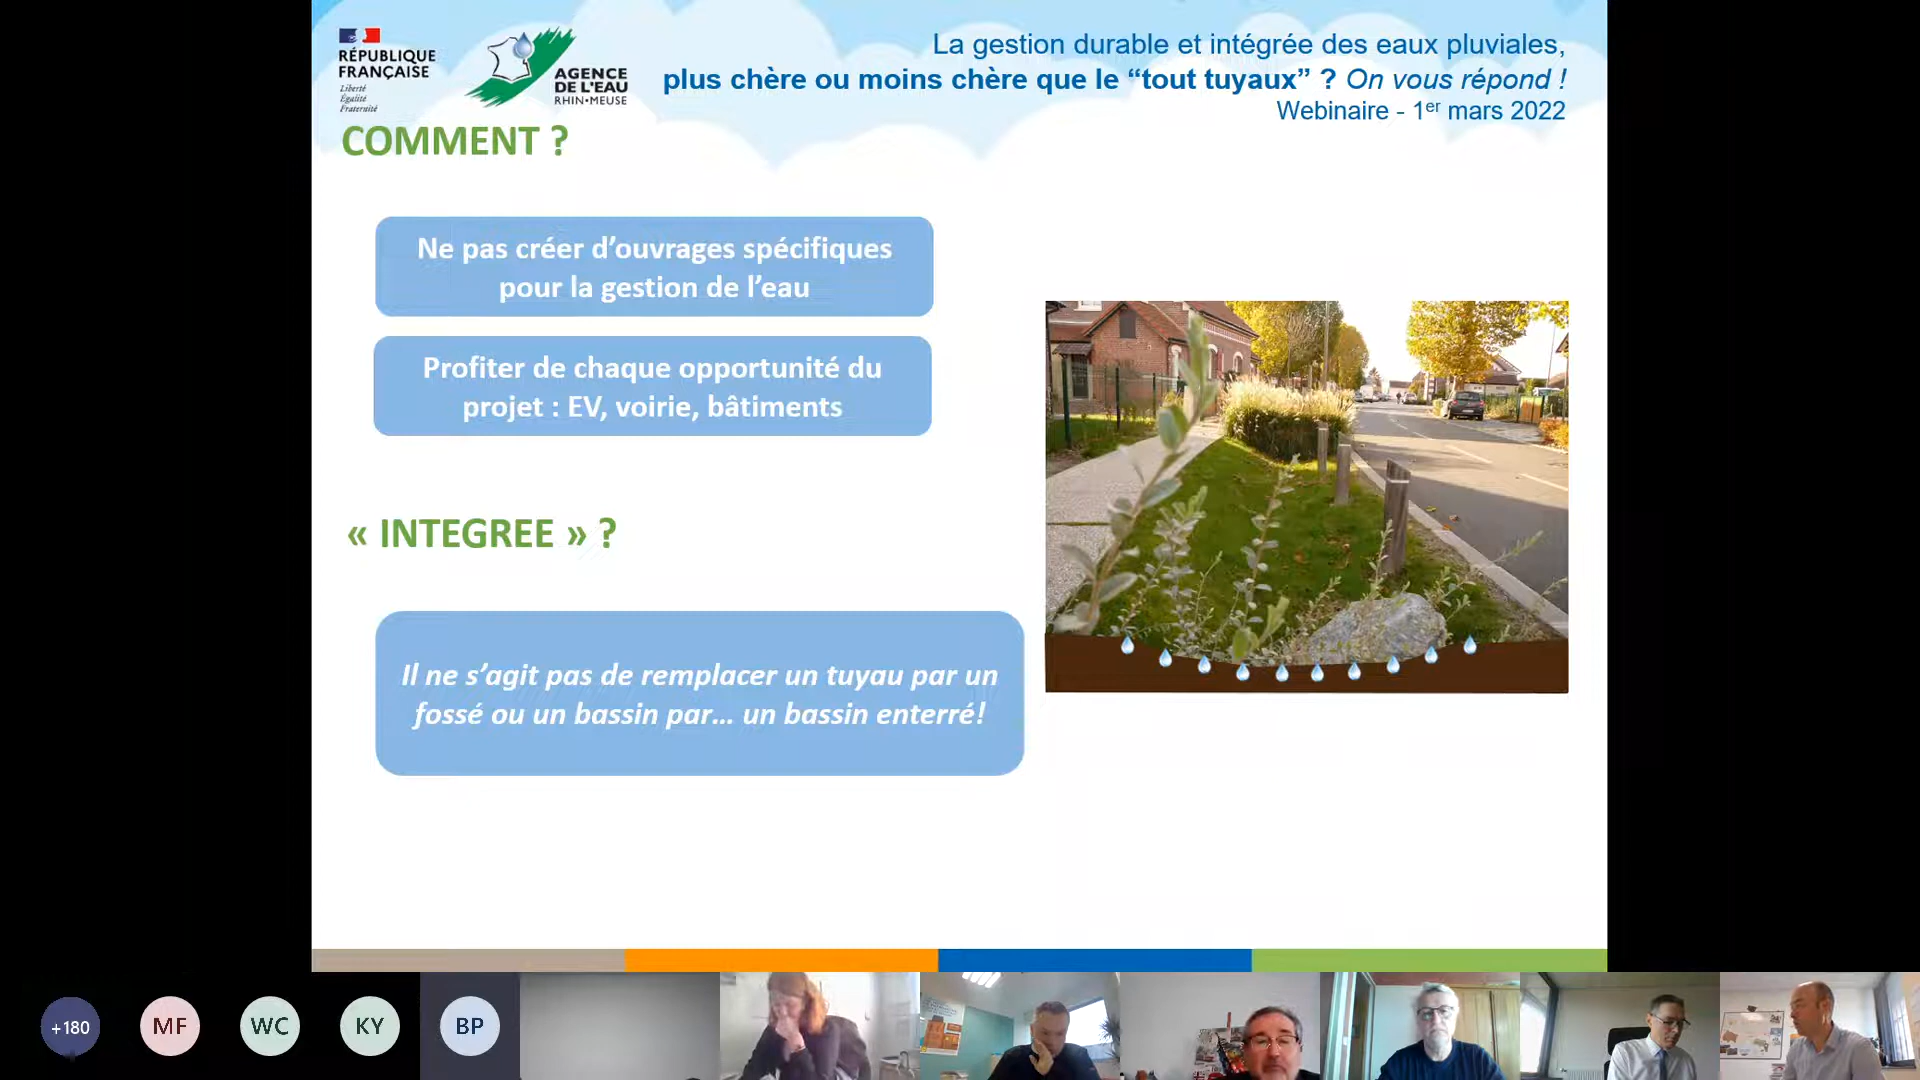 RÉPUBLIQUE
FRANÇAISE
Liberté
Égalité
Fraternité
AGENCE
DE L'EAU
RHIN•MEUSE
La gestion durable et intégrée des eaux pluviales,
plus chère ou moins chère que le “tout tuyaux” ? On vous répond !
Webinaire - 1er mars 2022
COMMENT ?
Ne pas créer d’ouvrages spécifiques
pour la gestion de l’eau
Profiter de chaque opportunité du
projet : EV, voirie, bâtiments
« INTEGREE » ?
Il ne s’agit pas de remplacer un tuyau par un
fossé ou un bassin par... un bassin enterré!
+180
MF
WC
KY
BP